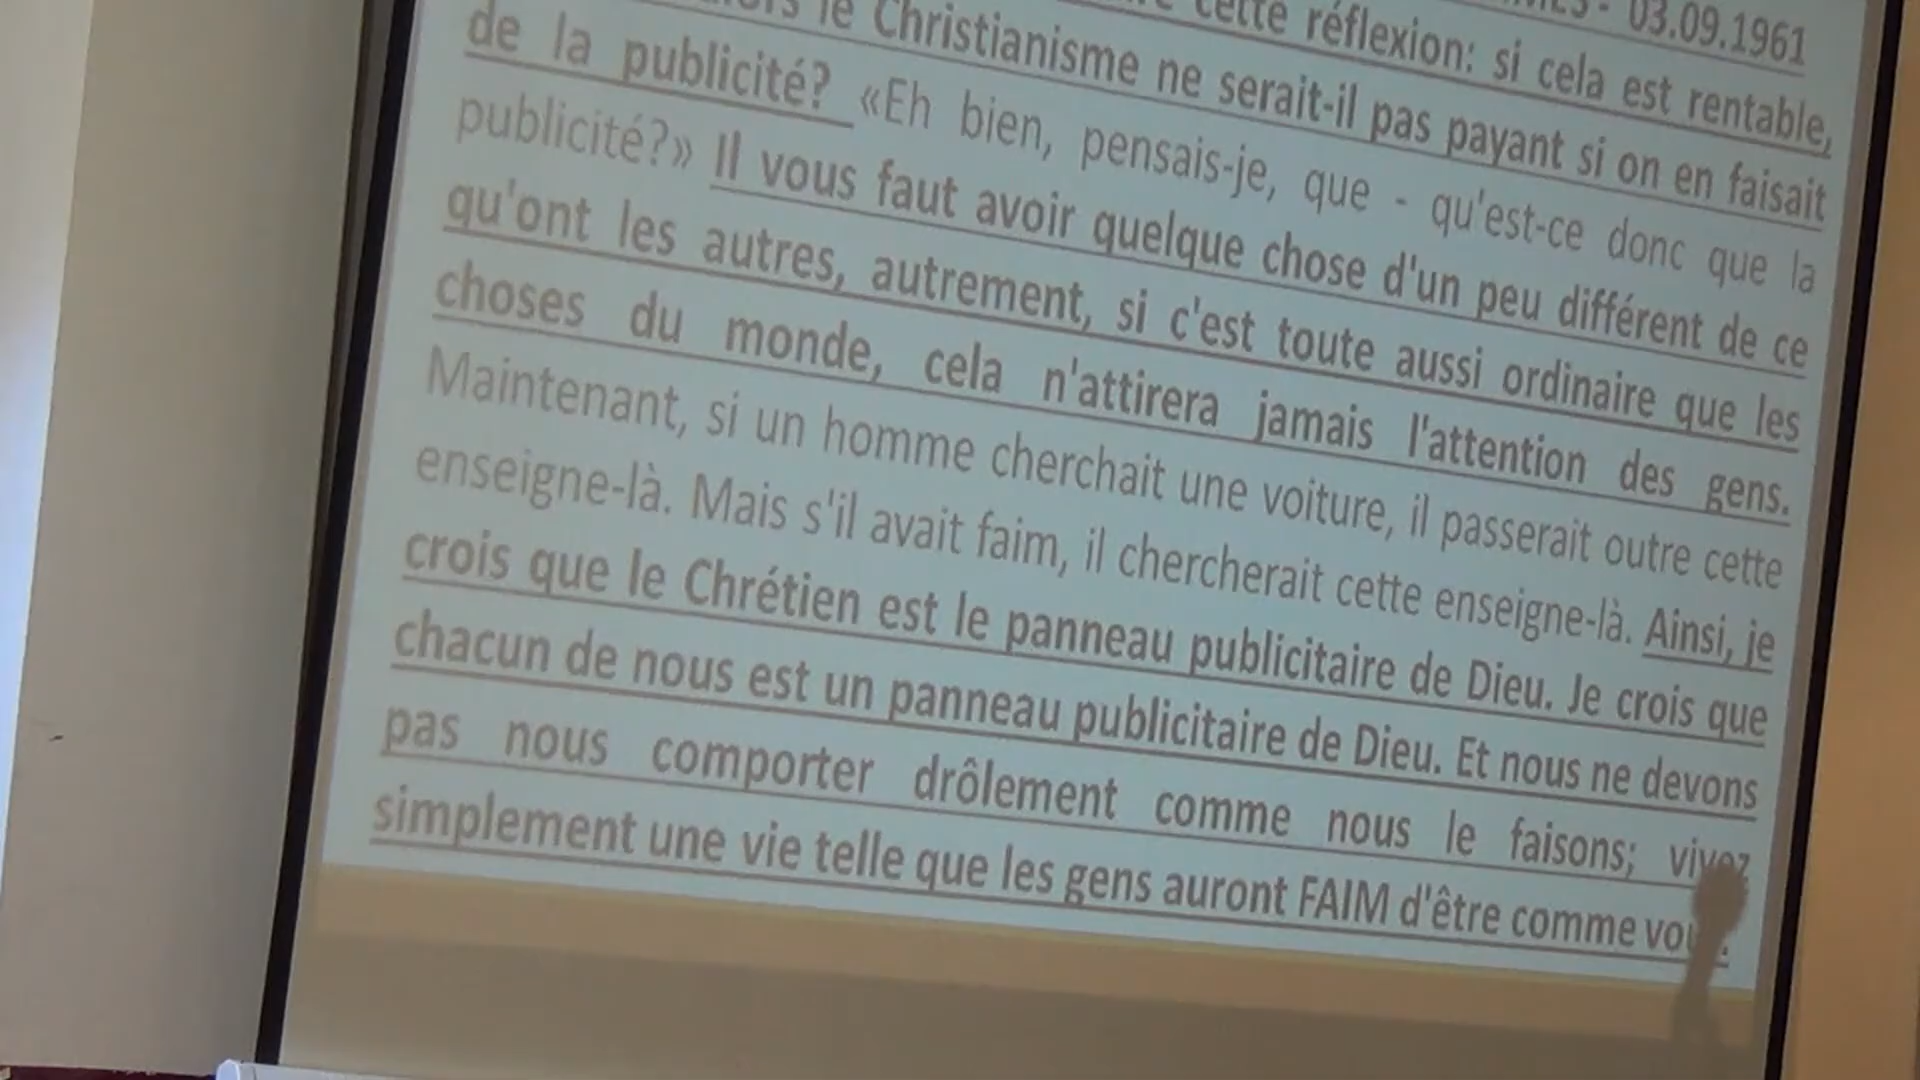 03.09.1961
cette réflexion: si cela est rentable,
le Christianisme ne serait-il pas payant si on en faisait
de la publicité? «Eh bien, pensais-je, que - qu'est-ce donc que la
publicité?» Il vous faut avoir quelque chose d'un peu différent de ce
qu'ont les autres, autrement, si c'est toute aussi ordinaire que les
choses du monde, cela n'attirera jamais l'attention des gens.
Maintenant, si un homme cherchait une voiture, il passerait outre cette
enseigne-là. Mais s'il avait faim, il chercherait cette enseigne-là. Ainsi, je
crois que le Chrétien est le panneau publicitaire de Dieu. Je crois que
chacun de nous est un panneau publicitaire de Dieu. Et nous ne devons
pas nous comporter drôlement comme nous le faisons; vivez
simplement une vie telle que les gens auront FAIM d'être comme